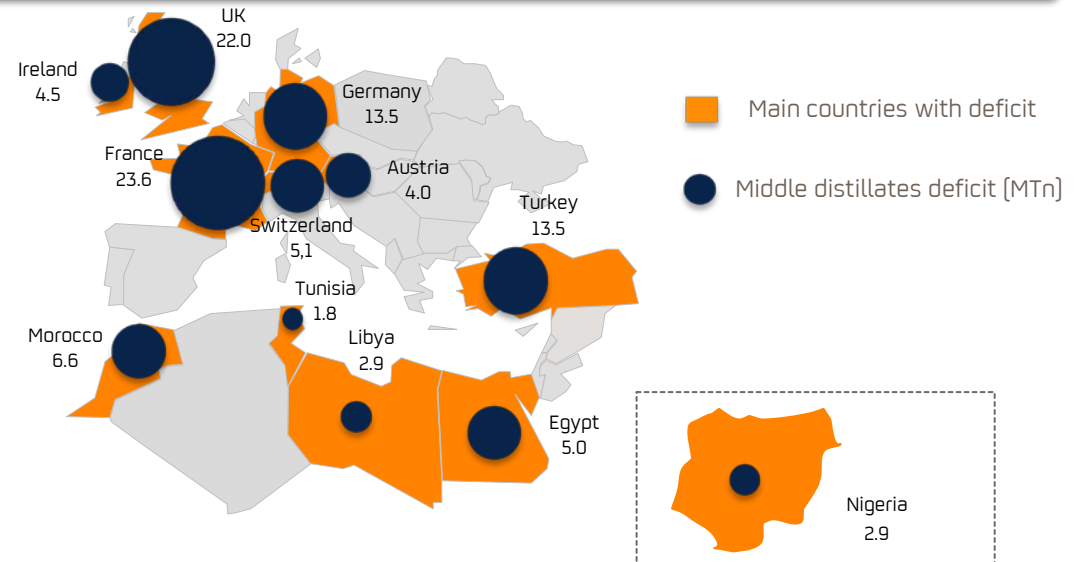 UK
22.0
Ireland
4.5
Germany
13.5
Main countries with deficit
France
23.6
Austria
4.0
Middle distillates deficit (MTn)
Switzerland
5,1
Turkey
13.5
Tunisia
1.8
Morocco
6.6
Libya
2.9
Egypt
5.0
Nigeria
2.9